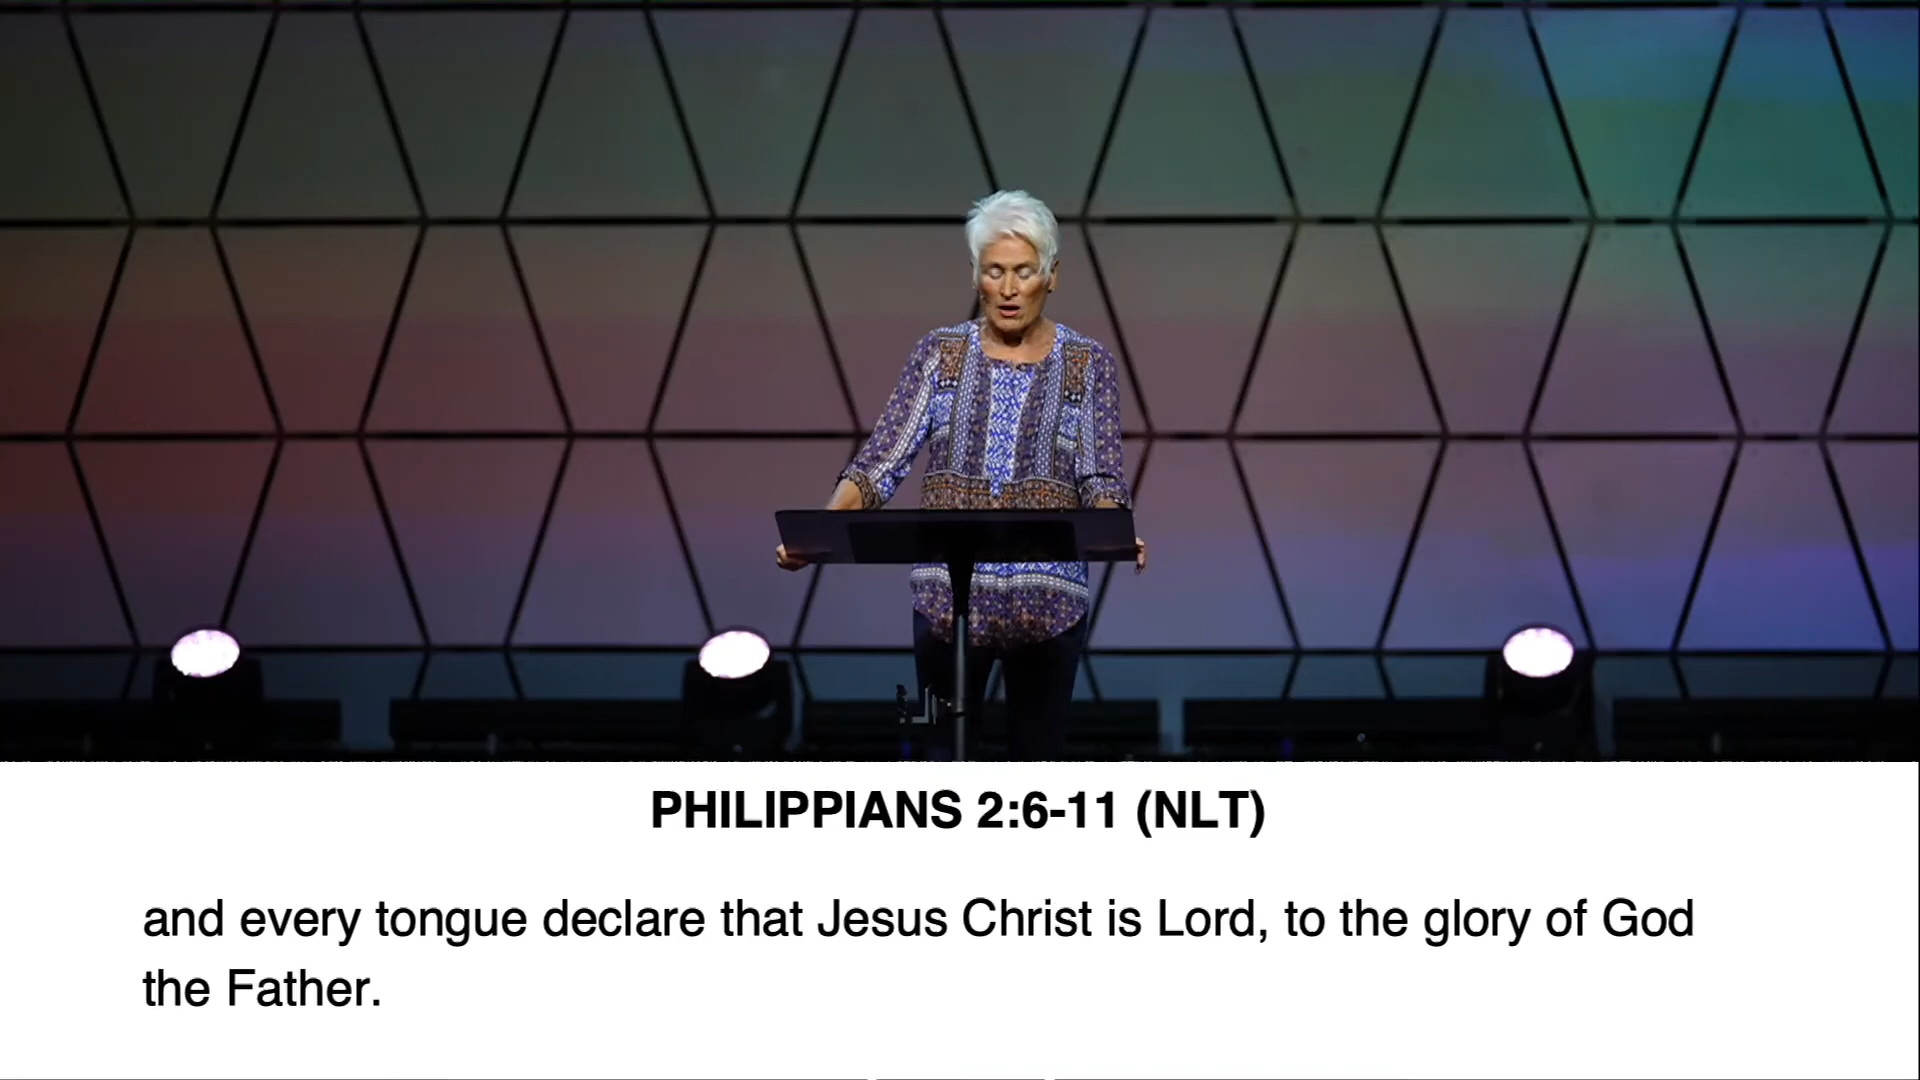 PHILIPPIANS 2:6-11 (NLT)
and every tongue declare that Jesus Christ is Lord, to the glory of God
the Father.